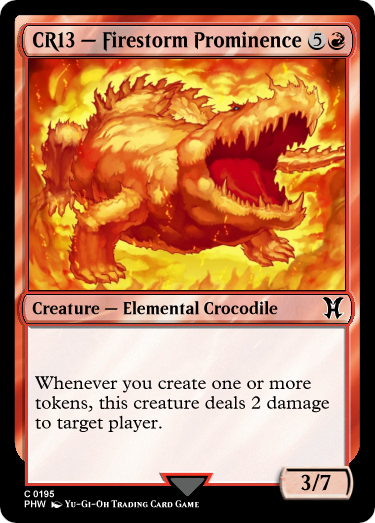 CR13 — Firestorm Prominence 5
Creature — Elemental Crocodile
Whenever you create one or more
tokens, this creature deals 2 damage
to target player.
3/7
C 0195
PHW Yu-Gi-Oh Trading Card Game